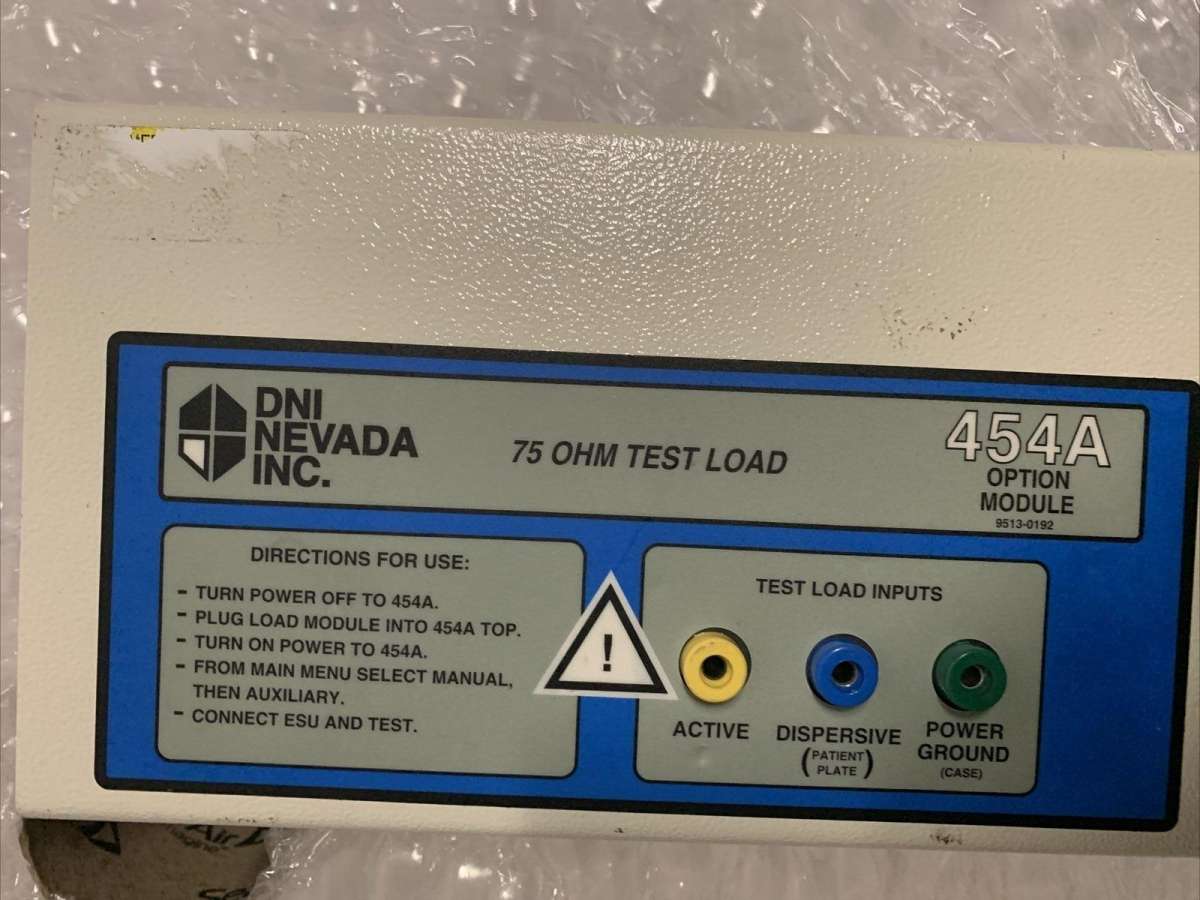 DNI
NEVADA
INC.
75 OHM TEST LOAD
454A
OPTION
MODULE
9513-0192
DIRECTIONS FOR USE:
- TURN POWER OFF TO 454A.
- PLUG LOAD MODULE INTO 454A TOP.
- TURN ON POWER TO 454A.
- FROM MAIN MENU SELECT MANUAL,
THEN AUXILIARY.
- CONNECT ESU AND TEST.
!
TEST LOAD INPUTS
ACTIVE
DISPERSIVE
(PATIENT
PLATE)
POWER
GROUND
(CASE)
Air